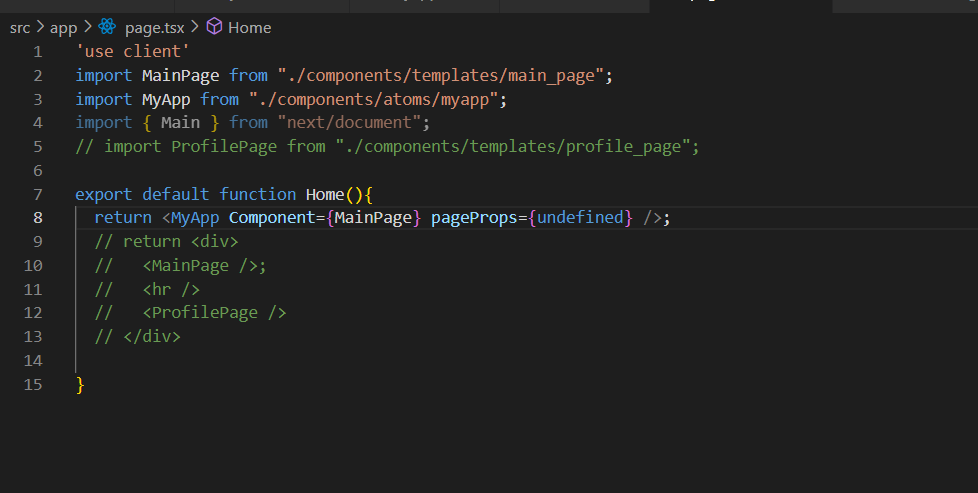 src > app > page.tsx > Home
1 'use client'
2 import MainPage from "./components/templates/main_page";
3 import MyApp from "./components/atoms/myapp";
4 import { Main } from "next/document";
5 // import ProfilePage from "./components/templates/profile_page";
6
7 export default function Home(){
8   return <MyApp Component={MainPage} pageProps={undefined} />;
9   // return <div>
10   //   <MainPage />;
11   //   <hr />
12   //   <ProfilePage />
13   // </div>
14
15 }